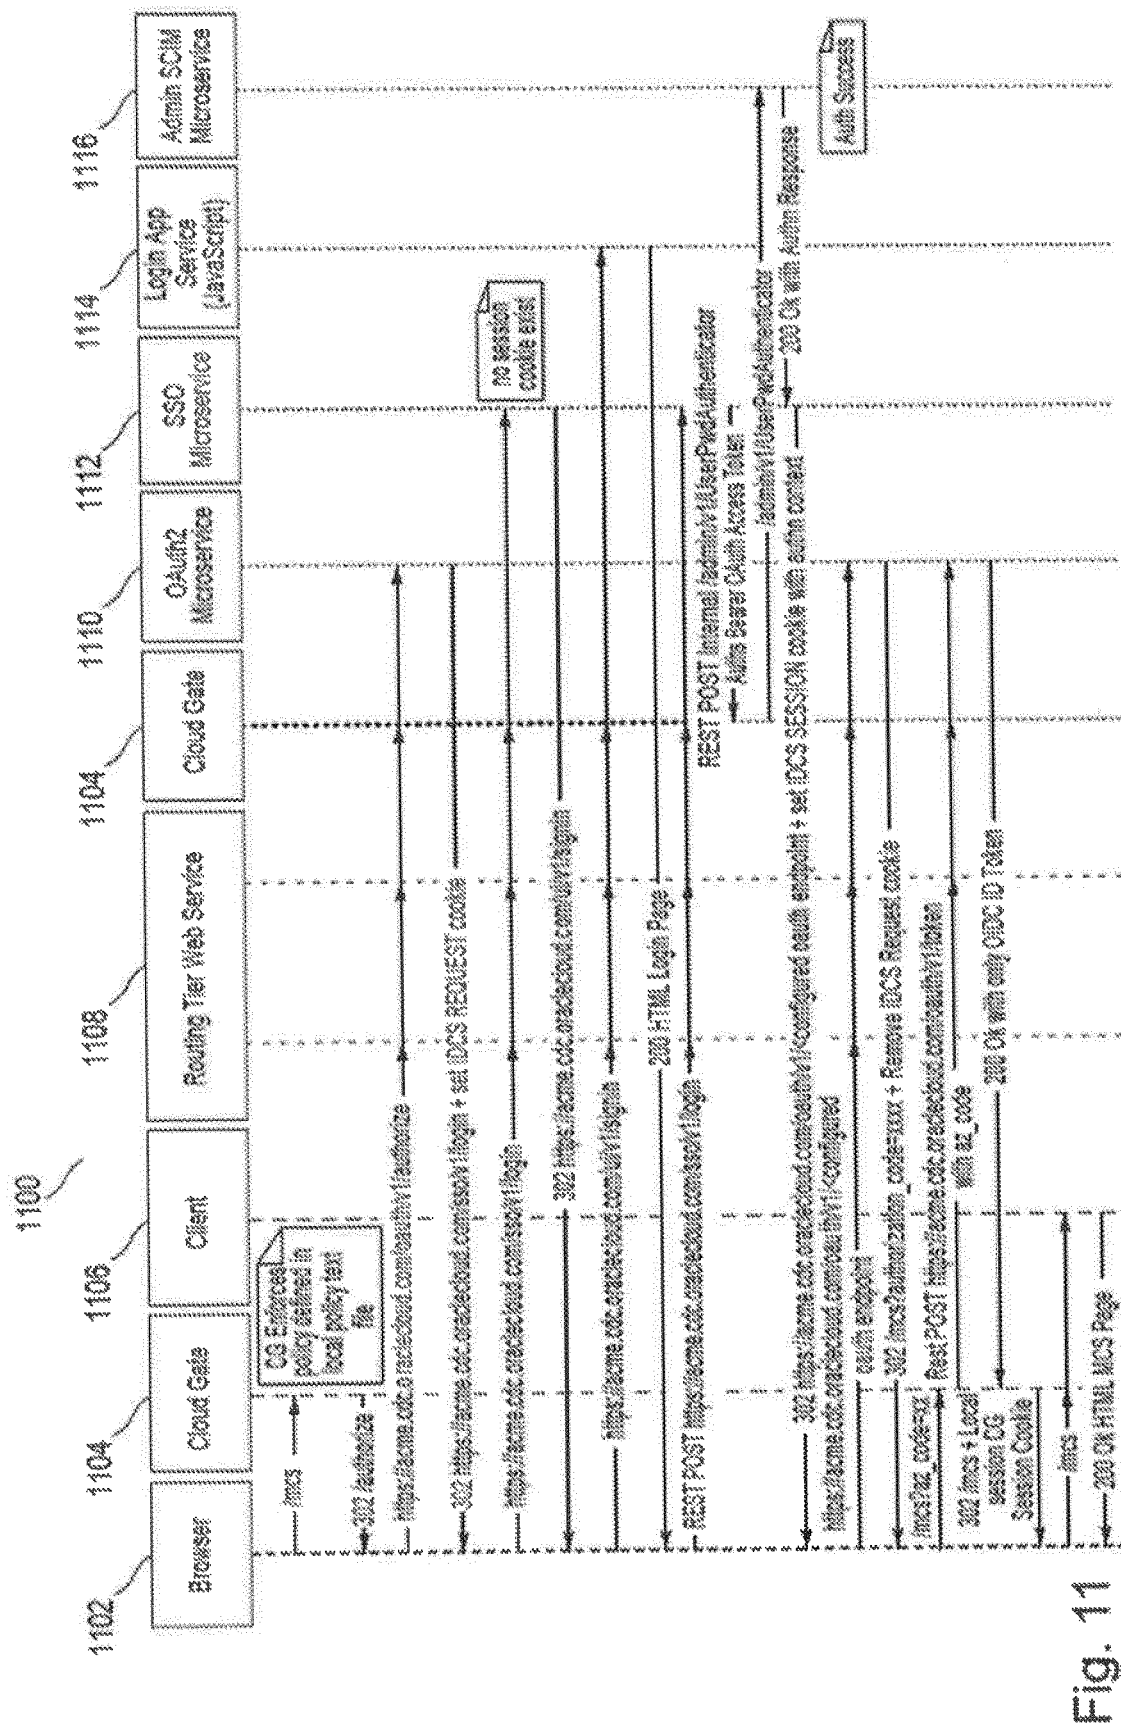 1100
1102
1104
1106
1108
1104
1110
1112
1114
1116
Browser
Cloud Gate
Client
Routing Tier Web Service
Cloud Gate
OAuth2
Microservice
SSO
Microservice
Login App
Service
(JavaScript)
Admin SCIM
Microservice
CG Enforces
policy defined in
local policy text
file
/mcs
302 /authorize
https://acme.cdc.oraclecloud.com/oauth/v1/authorize
302 https://acme.cdc.oraclecloud.com/sso/v1/login + set IDCS REQUEST cookie
https://acme.cdc.oraclecloud.com/sso/v1/login
no session
cookie exist
302 https://acme.cdc.oraclecloud.com/ui/v1/signin
https://acme.cdc.oraclecloud.com/ui/v1/signin
200 HTML Login Page
REST POST https://acme.cdc.oraclecloud.com/sso/v1/login
REST POST Internal /admin/v1/UserPwdAuthenticator
Authz Bearer OAuth Access Token
/admin/v1/UserPwdAuthenticator
200 Ok with Authn Response
Auth Success
302 https://acme.cdc.oraclecloud.com/oauth/v1/<configured oauth endpoint + set IDCS SESSION cookie with authn context
https://acme.cdc.oraclecloud.com/oauth/v1/<configured
oauth endpoint
302 /mcs?authorization_code=xxxx + Remove IDCS Request cookie
/mcs?az_code=xx
Rest POST https://acme.cdc.oraclecloud.com/oauth/v1/token
with az_code
200 Ok with only OIDC ID Token
302 /mcs + Local
session CG
Session Cookie
/mcs
200 Ok HTML MCS Page
Fig. 11